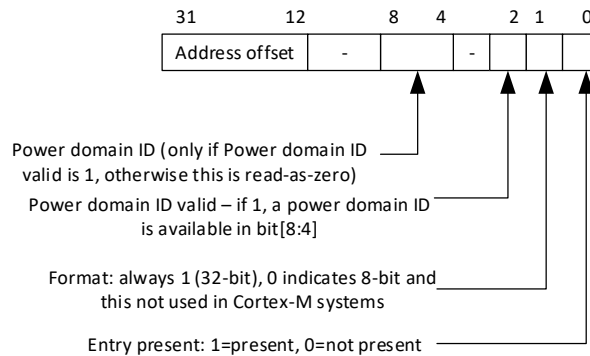 31 12 8 4 2 1 0
Address offset - -
Power domain ID (only if Power domain ID
valid is 1, otherwise this is read-as-zero)
Power domain ID valid – if 1, a power domain ID
is available in bit[8:4]
Format: always 1 (32-bit), 0 indicates 8-bit and
this not used in Cortex-M systems
Entry present: 1=present, 0=not present